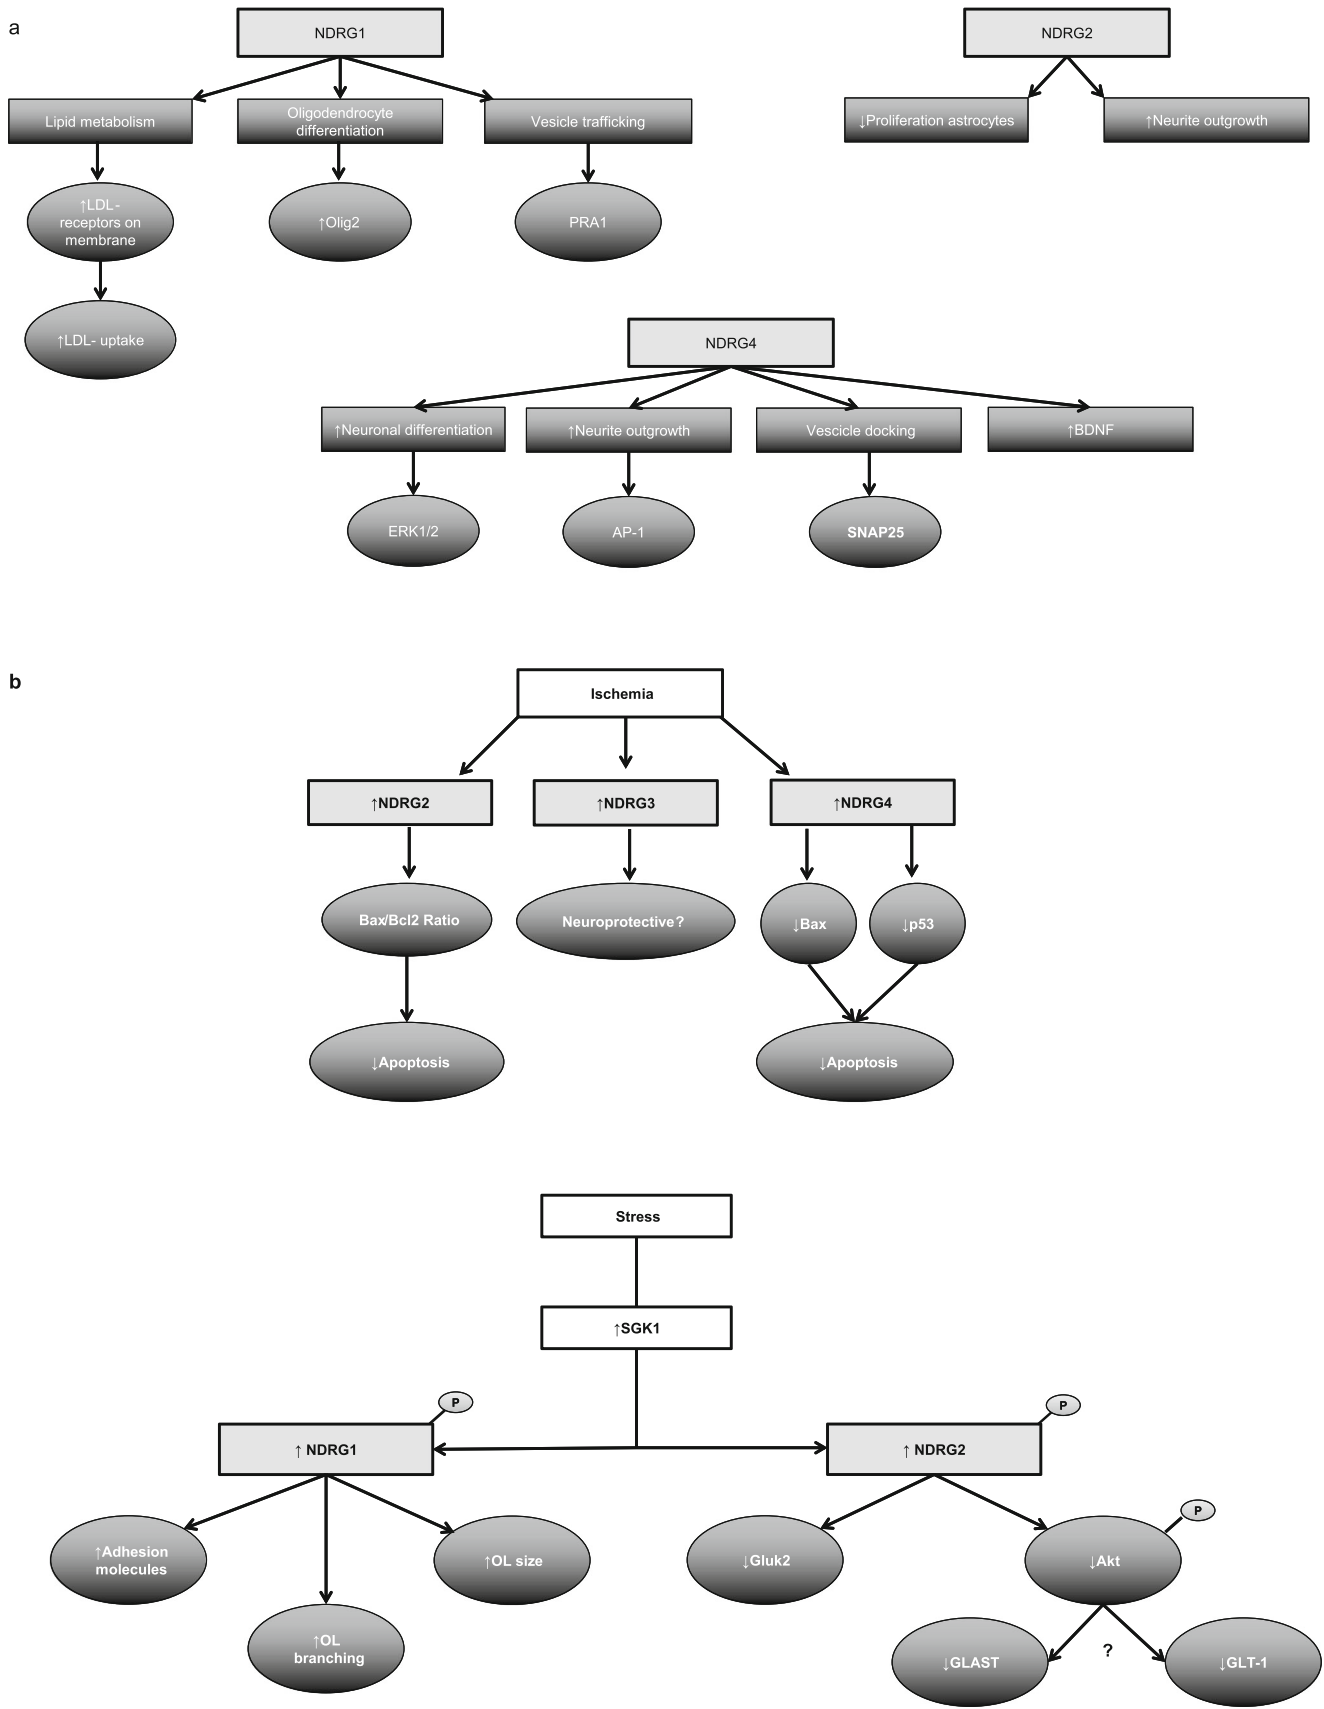 a
NDRG1
NDRG2
Lipid metabolism
Oligodendrocyte
differentiation
Vesicle trafficking
↓Proliferation astrocytes
↑Neurite outgrowth
↑LDL-
receptors on
membrane
↑Olig2
PRA1
↑LDL- uptake
NDRG4
↑Neuronal differentiation
↑Neurite outgrowth
Vescicle docking
↑BDNF
ERK1/2
AP-1
SNAP25
b
Ischemia
↑NDRG2
↑NDRG3
↑NDRG4
Bax/Bcl2 Ratio
Neuroprotective?
↓Bax
↓p53
↓Apoptosis
↓Apoptosis
Stress
↑SGK1
P
P
↑ NDRG1
↑ NDRG2
P
↑Adhesion
molecules
↑OL size
↓Gluk2
↓Akt
↑OL
branching
?
↓GLAST
↓GLT-1